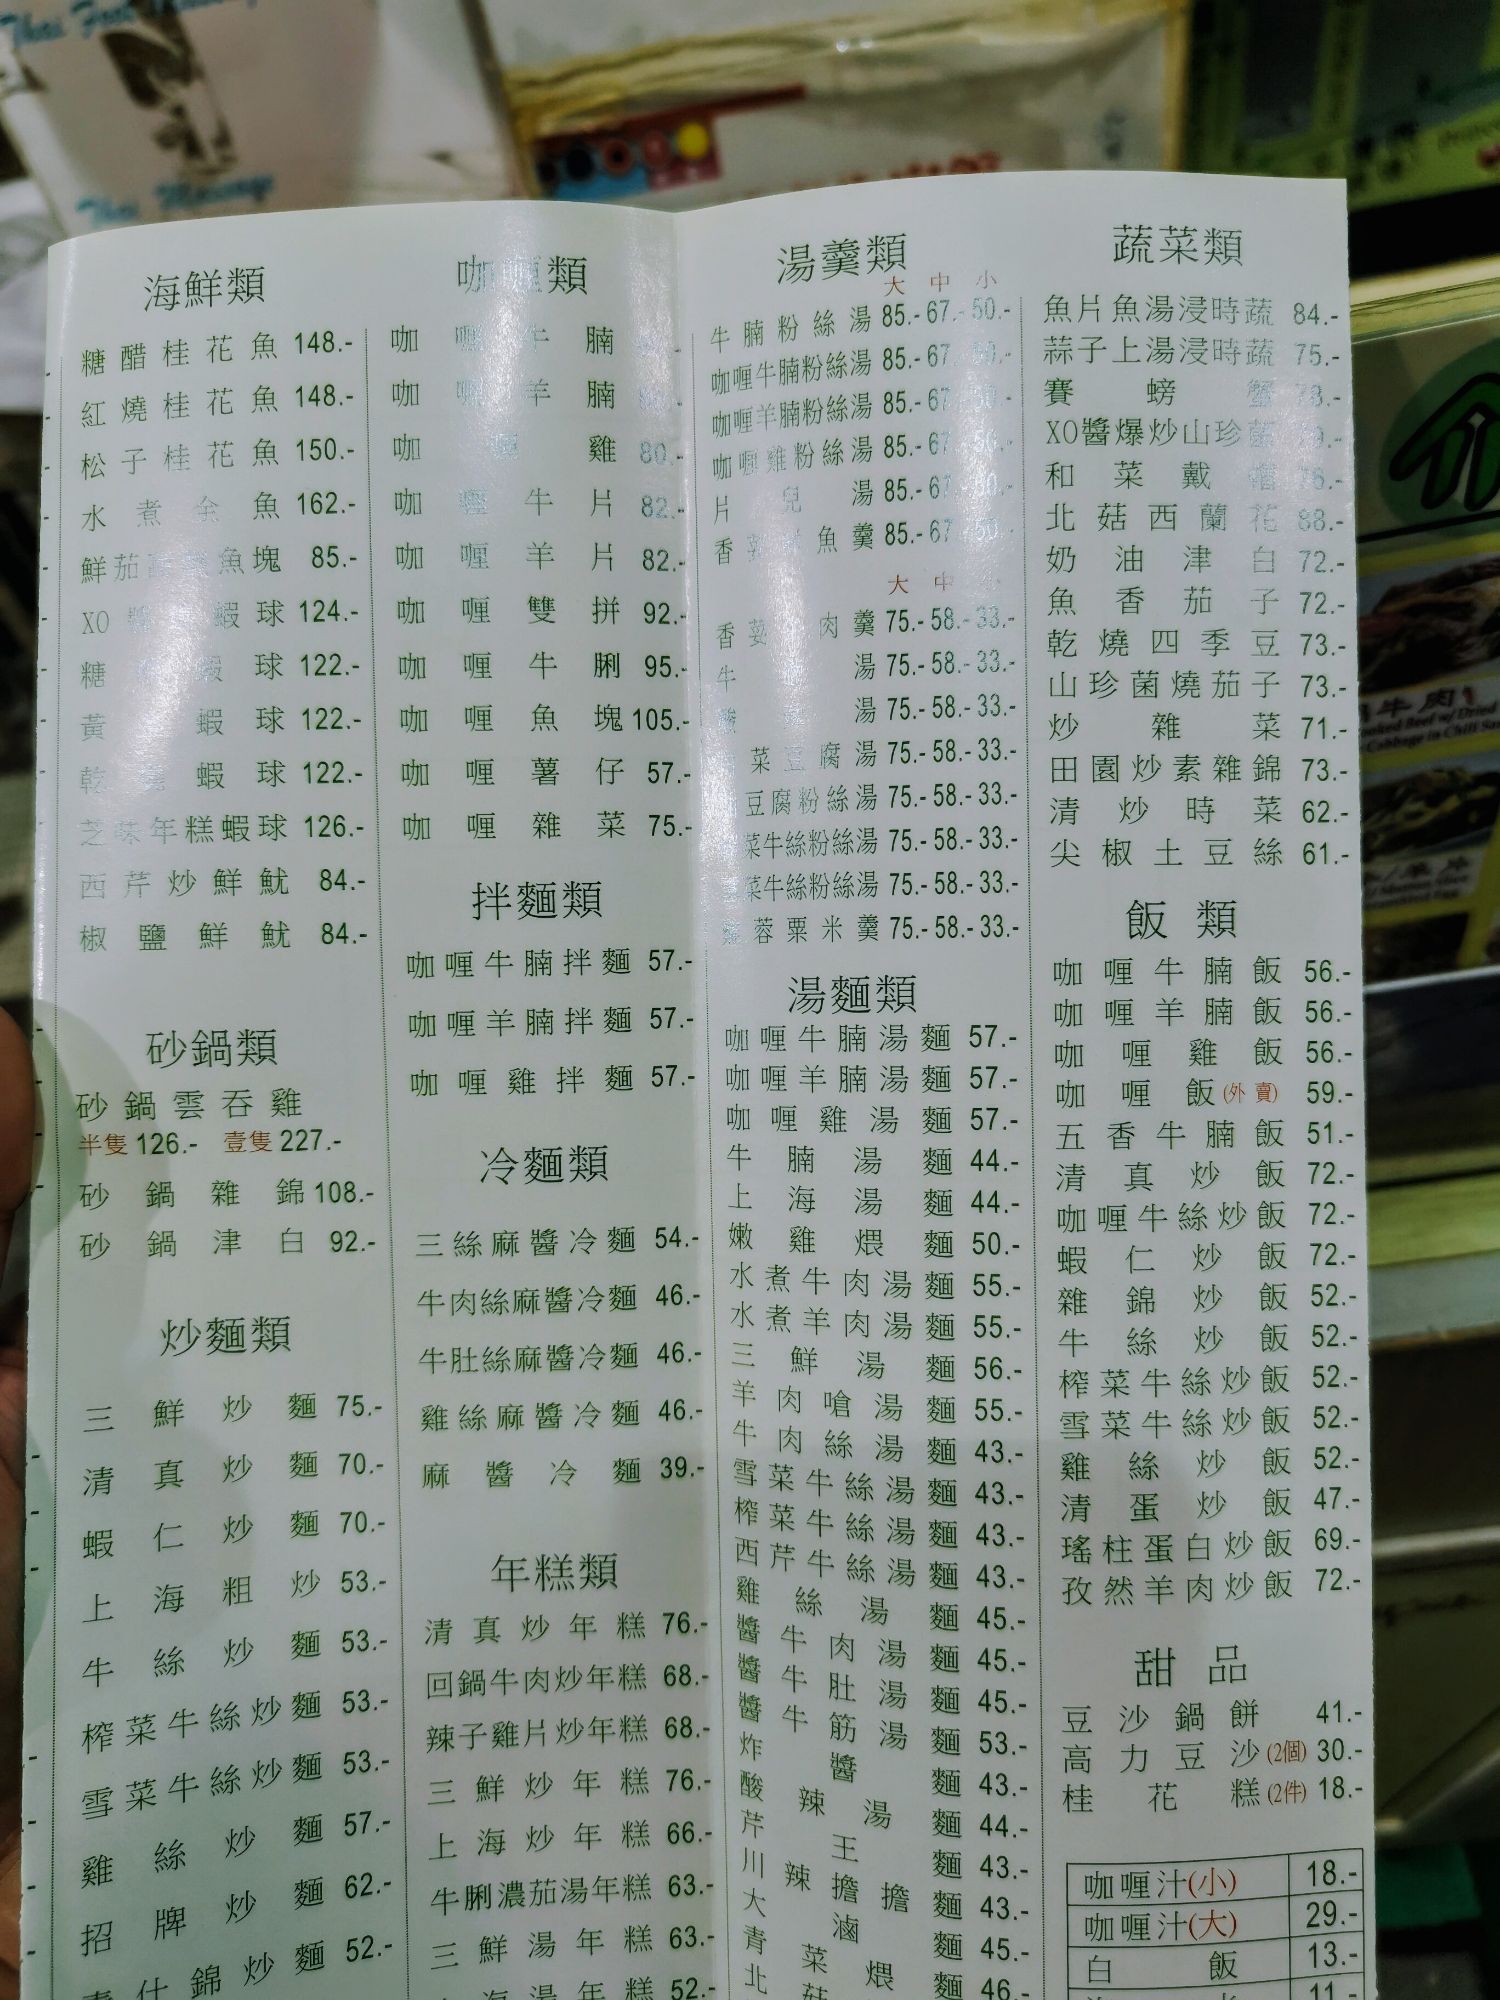 Thai Foot Massage
Thai Massage
海鮮類
糖醋桂花魚 148.-
紅燒桂花魚 148.-
松子桂花魚 150.-
水煮全魚 162.-
鮮茄 魚塊 85.-
XO 蝦球 124.-
糖 蝦球 122.-
黃 蝦球 122.-
乾 蝦球 122.-
芝蔴年糕蝦球 126.-
西芹炒鮮魷 84.-
椒鹽鮮魷 84.-
砂鍋類
砂鍋雲吞雞
半隻 126.- 壹隻 227.-
砂鍋雜錦 108.-
砂鍋津白 92.-
炒麵類
三鮮炒麵 75.-
清真炒麵 70.-
蝦仁炒麵 70.-
上海粗炒 53.-
牛絲炒麵 53.-
榨菜牛絲炒麵 53.-
雪菜牛絲炒麵 53.-
雞絲炒麵 57.-
招牌炒麵 62.-
素什錦炒麵 52.-
咖喱類
咖喱牛腩
咖喱羊腩
咖喱雞 80.-
咖喱牛片 82.-
咖喱羊片 82.-
咖喱雙拼 92.-
咖喱牛脷 95.-
咖喱魚塊 105.-
咖喱薯仔 57.-
咖喱雜菜 75.-
拌麵類
咖喱牛腩拌麵 57.-
咖喱羊腩拌麵 57.-
咖喱雞拌麵 57.-
冷麵類
三絲麻醬冷麵 54.-
牛肉絲麻醬冷麵 46.-
牛肚絲麻醬冷麵 46.-
雞絲麻醬冷麵 46.-
麻醬冷麵 39.-
年糕類
清真炒年糕 76.-
回鍋牛肉炒年糕 68.-
辣子雞片炒年糕 68.-
三鮮炒年糕 76.-
上海炒年糕 66.-
牛脷濃茄湯年糕 63.-
三鮮湯年糕 63.-
上海湯年糕 52.-
湯羹類
大 中 小
牛腩粉絲湯 85.- 67.- 50.-
咖喱牛腩粉絲湯 85.- 67.- 50.-
咖喱羊腩粉絲湯 85.- 67.- 50.-
咖喱雞粉絲湯 85.- 67.- 50.-
片兒湯 85.- 67.- 50.-
香 魚羹 85.- 67.- 50.-
大 中 小
香荽 肉羹 75.- 58.- 33.-
牛 湯 75.- 58.- 33.-
酸 湯 75.- 58.- 33.-
菜豆腐湯 75.- 58.- 33.-
豆腐粉絲湯 75.- 58.- 33.-
菜牛絲粉絲湯 75.- 58.- 33.-
菜牛絲粉絲湯 75.- 58.- 33.-
蓉粟米羹 75.- 58.- 33.-
湯麵類
咖喱牛腩湯麵 57.-
咖喱羊腩湯麵 57.-
咖喱雞湯麵 57.-
牛腩湯麵 44.-
上海湯麵 44.-
嫩雞煨麵 50.-
水煮牛肉湯麵 55.-
水煮羊肉湯麵 55.-
三鮮湯麵 56.-
羊肉嗆湯麵 55.-
牛肉絲湯麵 43.-
雪菜牛絲湯麵 43.-
榨菜牛絲湯麵 43.-
西芹牛絲湯麵 43.-
雞絲湯麵 45.-
醬牛肉湯麵 45.-
醬牛肚湯麵 45.-
醬牛筋湯麵 53.-
炸醬麵 43.-
酸辣湯麵 44.-
芹王麵 43.-
川辣擔擔麵 43.-
大滷麵 45.-
青菜煨麵 46.-
北菇
蔬菜類
魚片魚湯浸時蔬 84.-
蒜子上湯浸時蔬 75.-
賽螃蟹 78.-
XO醬爆炒山珍
和菜戴帽 76.-
北菇西蘭花 88.-
奶油津白 72.-
魚香茄子 72.-
乾燒四季豆 73.-
山珍菌燒茄子 73.-
炒雜菜 71.-
田園炒素雜錦 73.-
清炒時菜 62.-
尖椒土豆絲 61.-
飯類
咖喱牛腩飯 56.-
咖喱羊腩飯 56.-
咖喱雞飯 56.-
咖喱飯(外賣) 59.-
五香牛腩飯 51.-
清真炒飯 72.-
咖喱牛絲炒飯 72.-
蝦仁炒飯 72.-
雜錦炒飯 52.-
牛絲炒飯 52.-
榨菜牛絲炒飯 52.-
雪菜牛絲炒飯 52.-
雞絲炒飯 52.-
清蛋炒飯 47.-
瑤柱蛋白炒飯 69.-
孜然羊肉炒飯 72.-
甜品
豆沙鍋餅 41.-
高力豆沙(2個) 30.-
桂花糕(2件) 18.-
咖喱汁(小) 18.-
咖喱汁(大) 29.-
白飯 13.-
11.-
牛肉